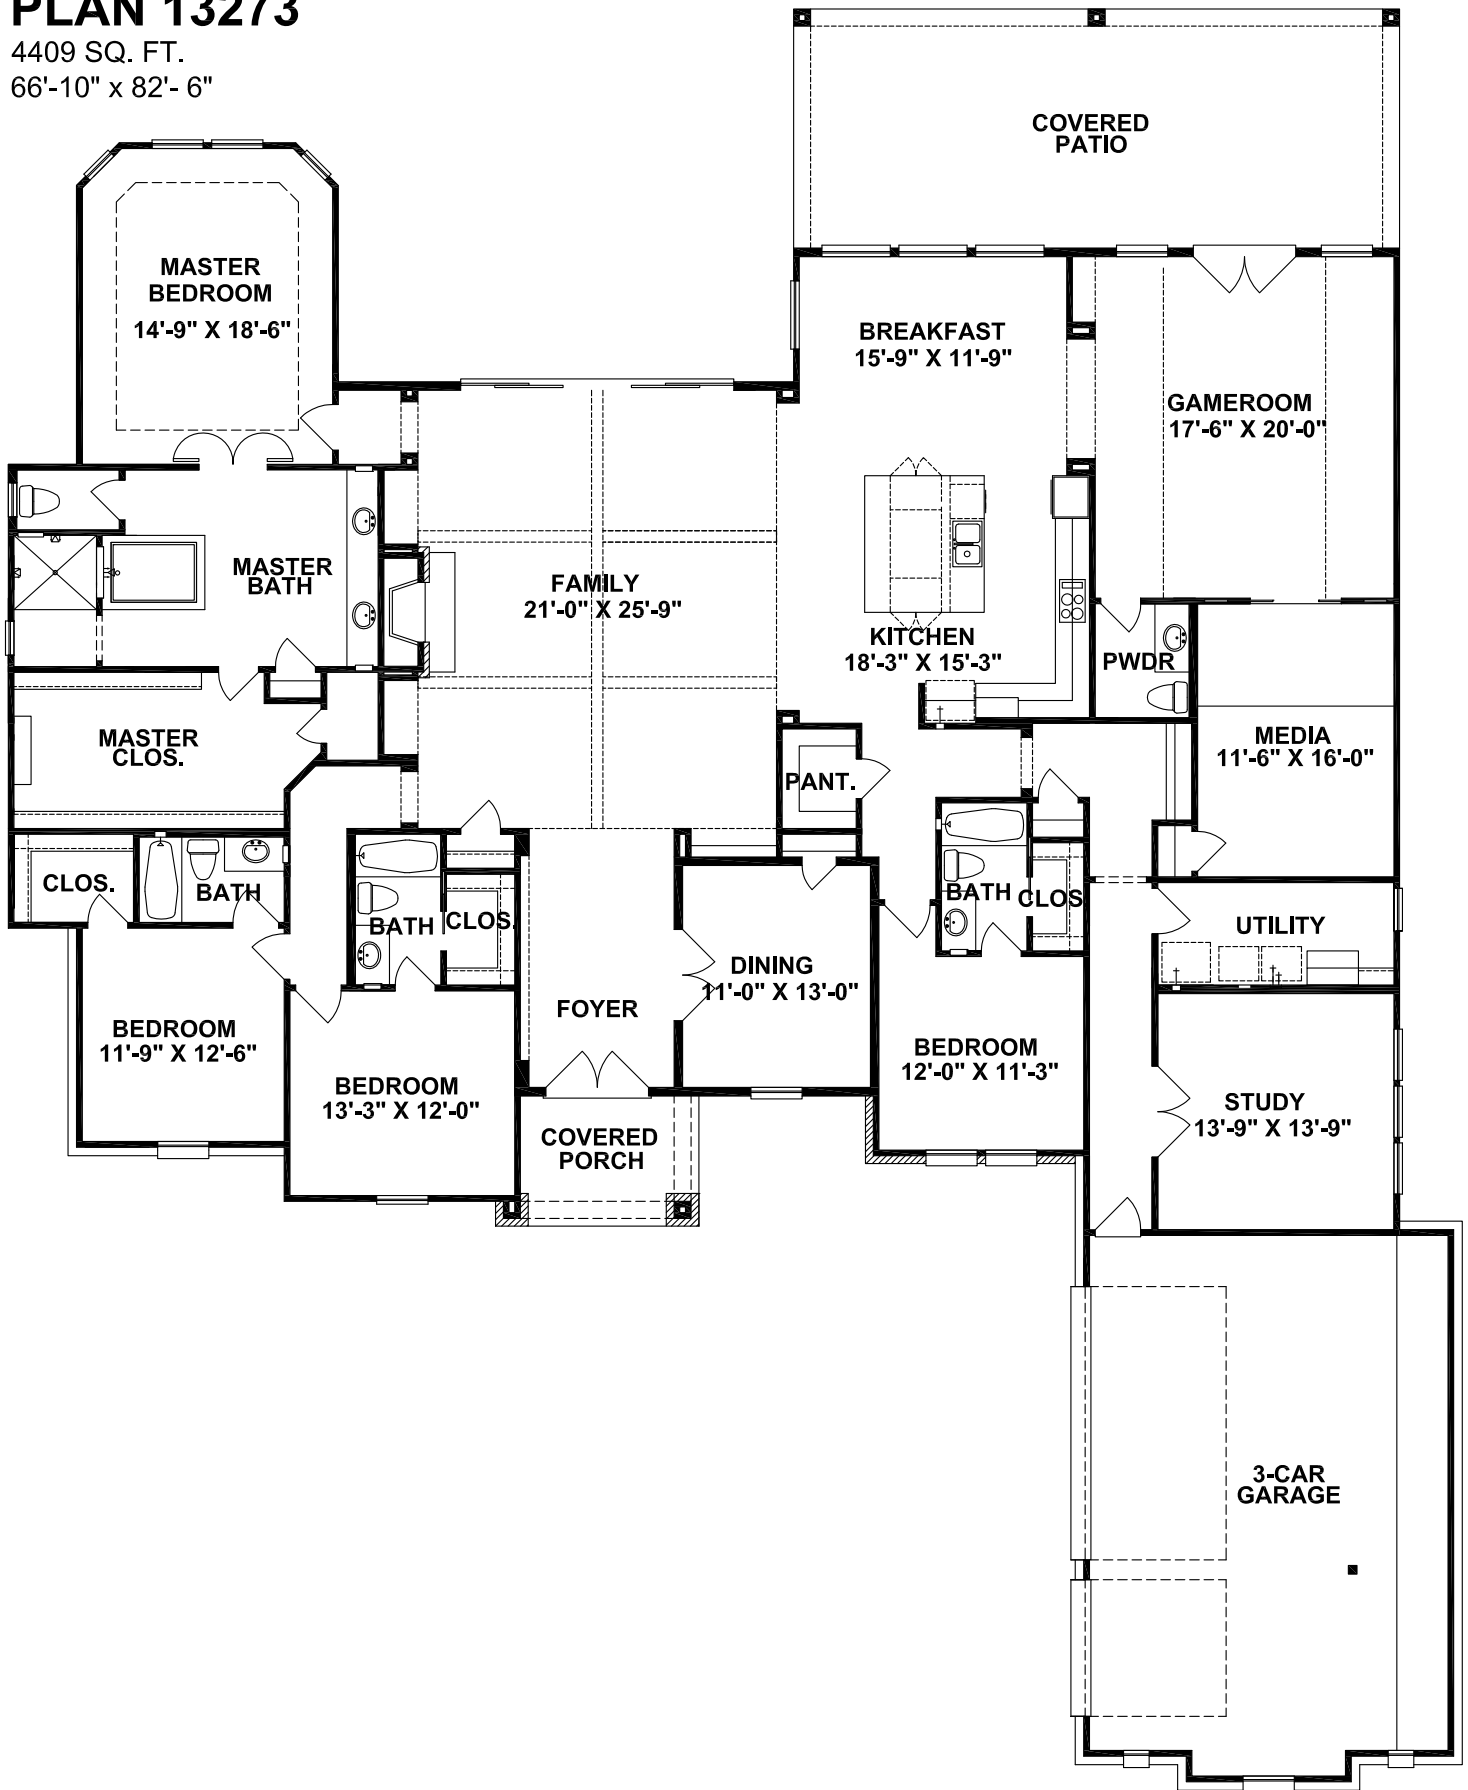 PLAN 13273
4409 SQ. FT.
66'-10" x 82'- 6"
COVERED
PATIO
MASTER
BEDROOM
14'-9" X 18'-6"
BREAKFAST
15'-9" X 11'-9"
GAMEROOM
17'-6" X 20'-0"
MASTER
BATH
FAMILY
21'-0" X 25'-9"
KITCHEN
18'-3" X 15'-3"
PWDR
MASTER
CLOS.
MEDIA
11'-6" X 16'-0"
PANT.
CLOS.
BATH
BATH
CLOS.
BATH
CLOS
UTILITY
DINING
11'-0" X 13'-0"
FOYER
BEDROOM
11'-9" X 12'-6"
BEDROOM
13'-3" X 12'-0"
BEDROOM
12'-0" X 11'-3"
STUDY
13'-9" X 13'-9"
COVERED
PORCH
3-CAR
GARAGE